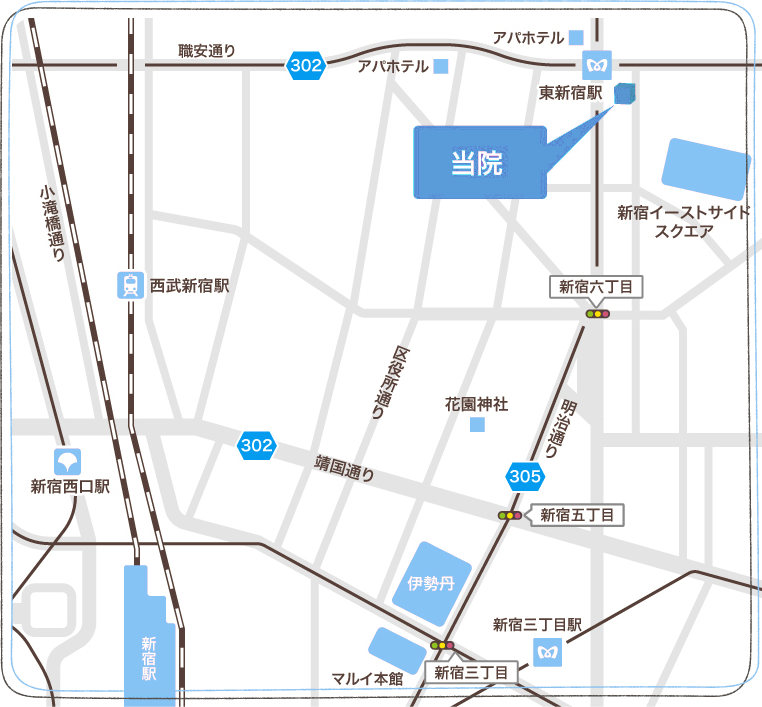 アパホテル
職安通り
302
アパホテル
東新宿駅
当院
小滝橋通り
新宿イーストサイド
スクエア
西武新宿駅
新宿六丁目
区役所通り
花園神社
明治通り
302
靖国通り
305
新宿西口駅
新宿五丁目
伊勢丹
新宿三丁目駅
新宿駅
マルイ本館
新宿三丁目